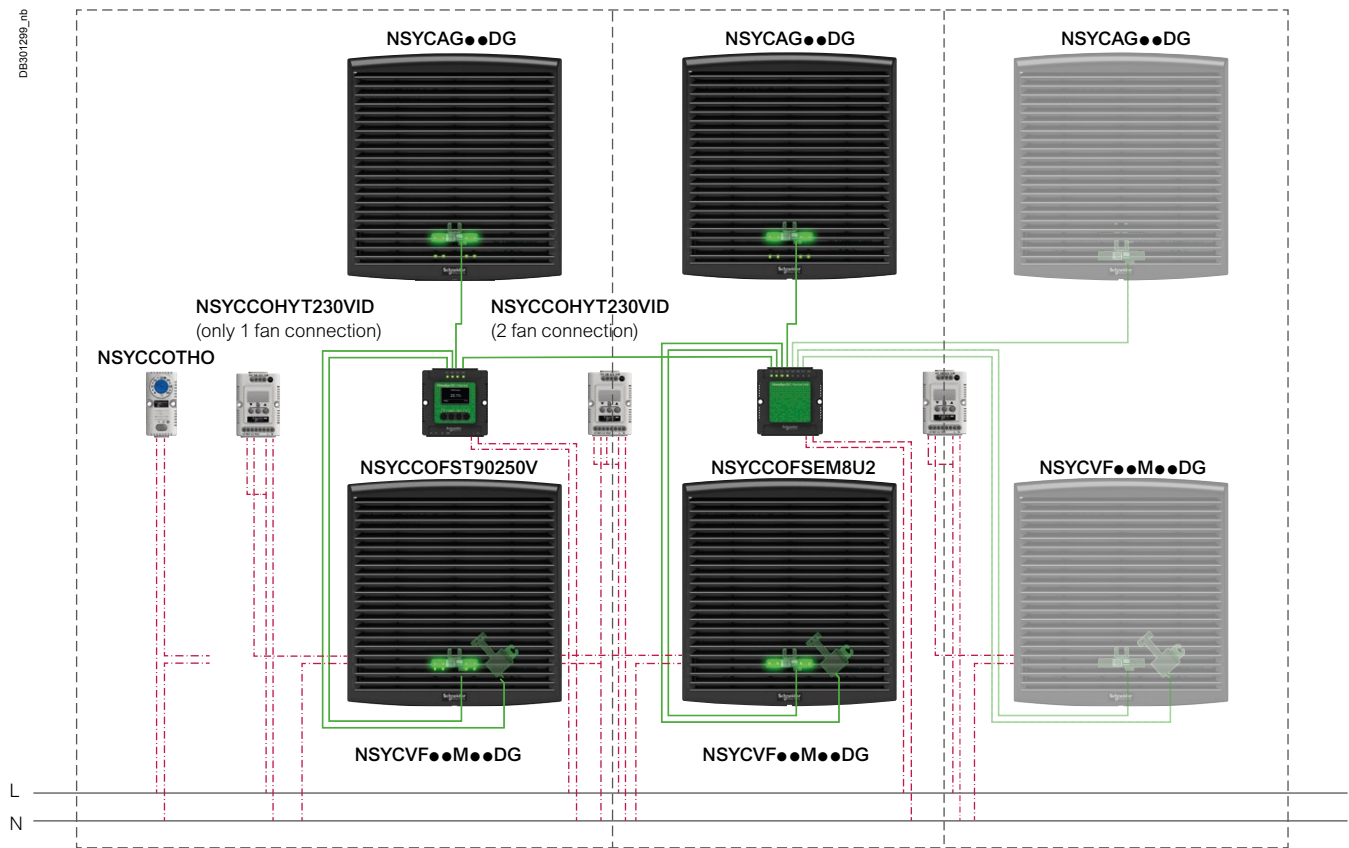 DB301299_nb
NSYCAG●●DG
NSYCAG●●DG
NSYCAG●●DG
NSYCCOHYT230VID
(only 1 fan connection)
NSYCCOHYT230VID
(2 fan connection)
NSYCCOTHO
NSYCCOFST90250V
NSYCCOFSEM8U2
NSYCVF●●M●●DG
NSYCVF●●M●●DG
NSYCVF●●M●●DG
L
N